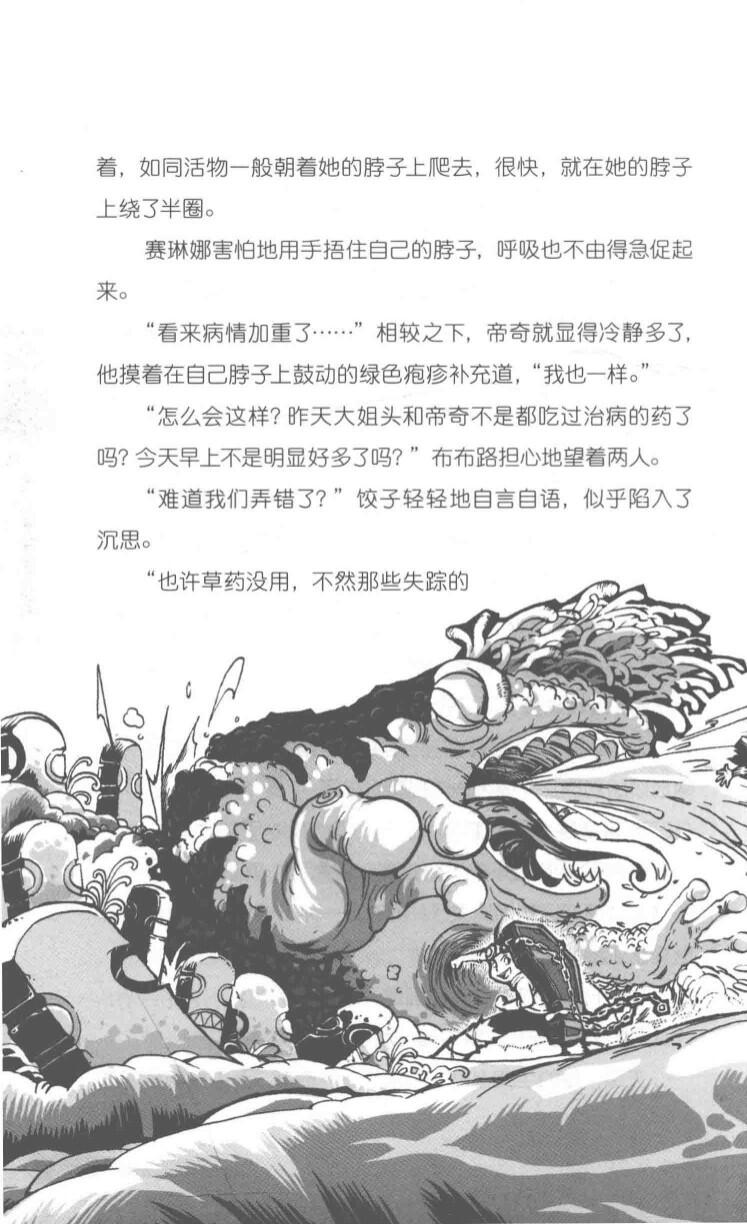 着，如同活物一般朝着她的脖子上爬去，很快，就在她的脖子
上绕了半圈。
赛琳娜害怕地用手捂住自己的脖子，呼吸也不由得急促起
来。
“看来病情加重了……”相较之下，帝奇就显得冷静多了，
他摸着在自己脖子上鼓动的绿色疱疹补充道，“我也一样。”
“怎么会这样？昨天大姐头和帝奇不是都吃过治病的药了
吗？今天早上不是明显好多了吗？”布布路担心地望着两人。
“难道我们弄错了？”饺子轻轻地自言自语，似乎陷入了
沉思。
“也许草药没用，不然那些失踪的